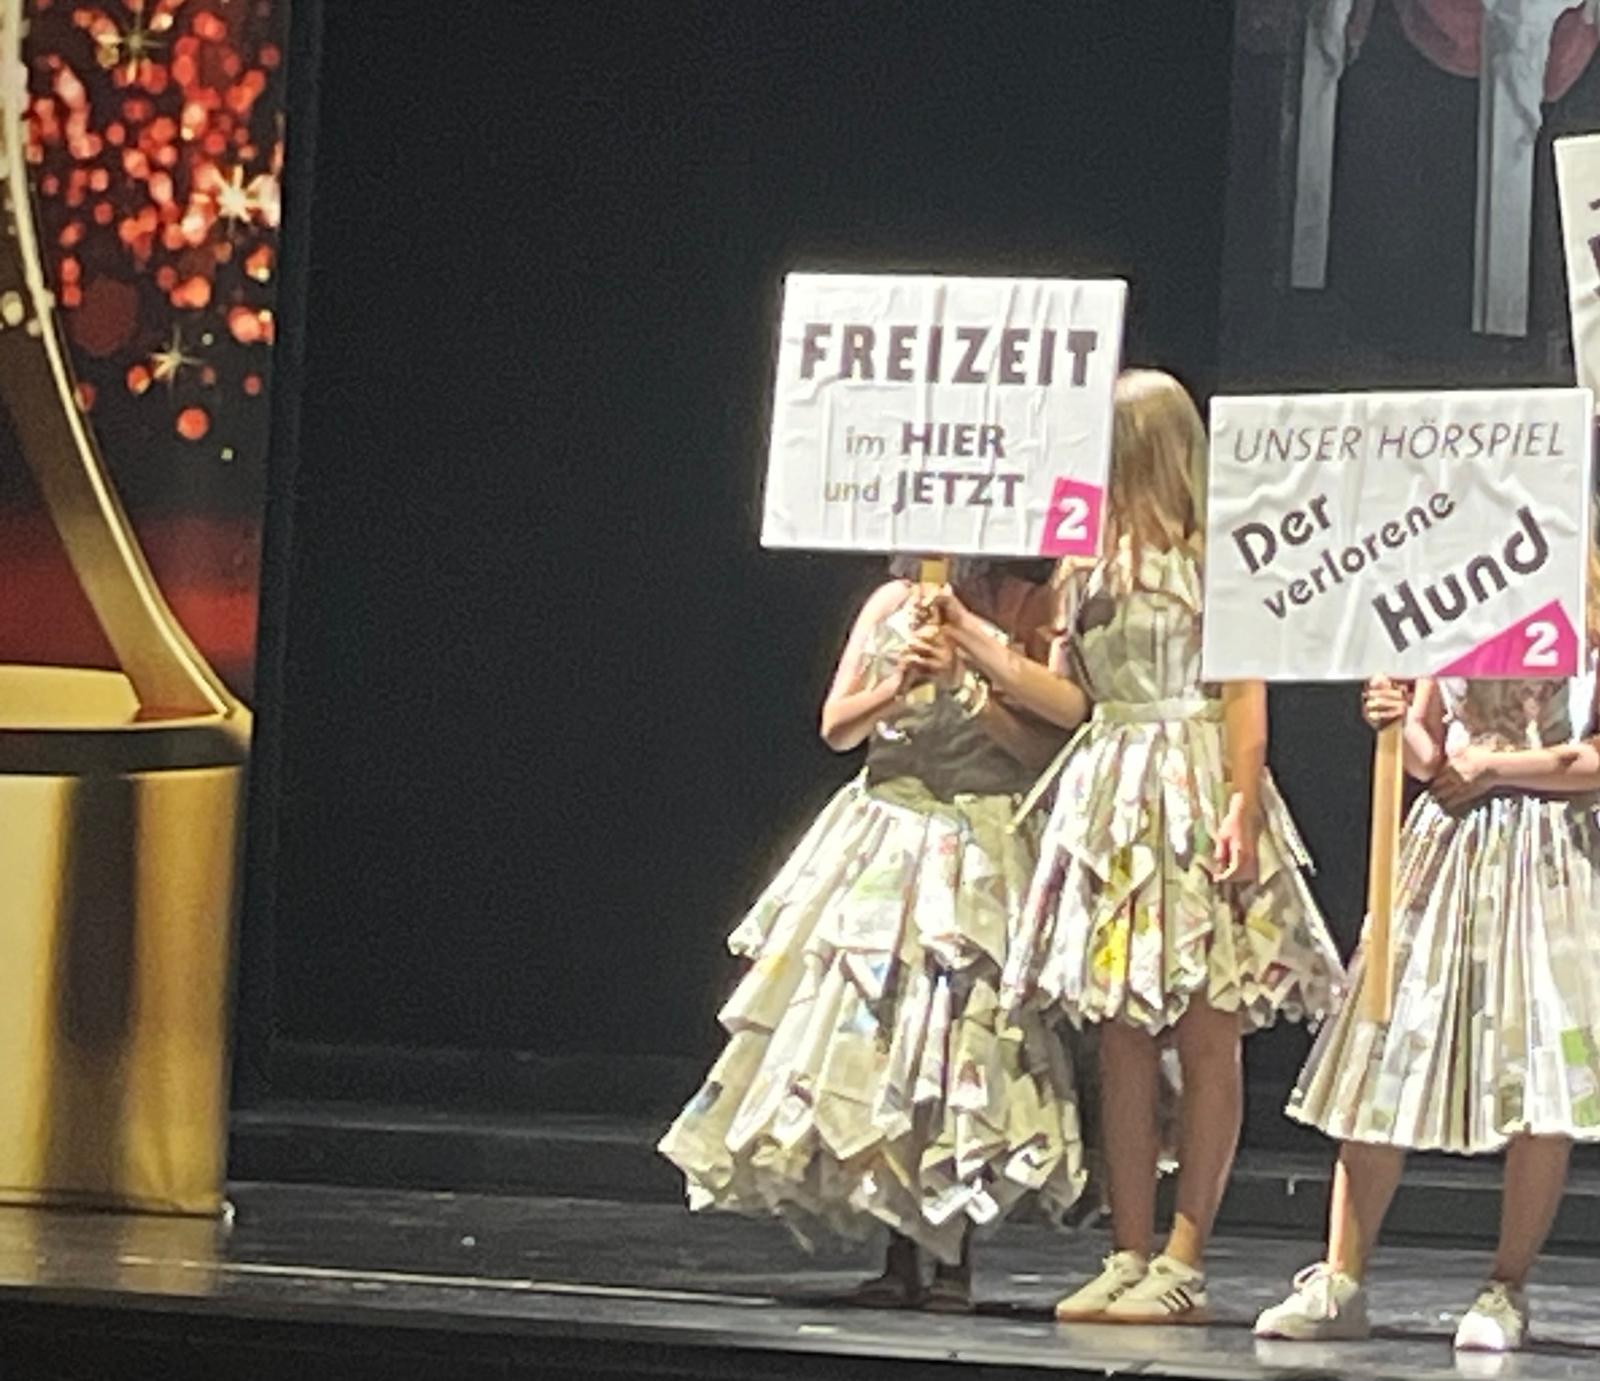 FREIZEIT
im HIER
und JETZT
2
UNSER HÖRSPIEL
Der
verlorene
Hund
2